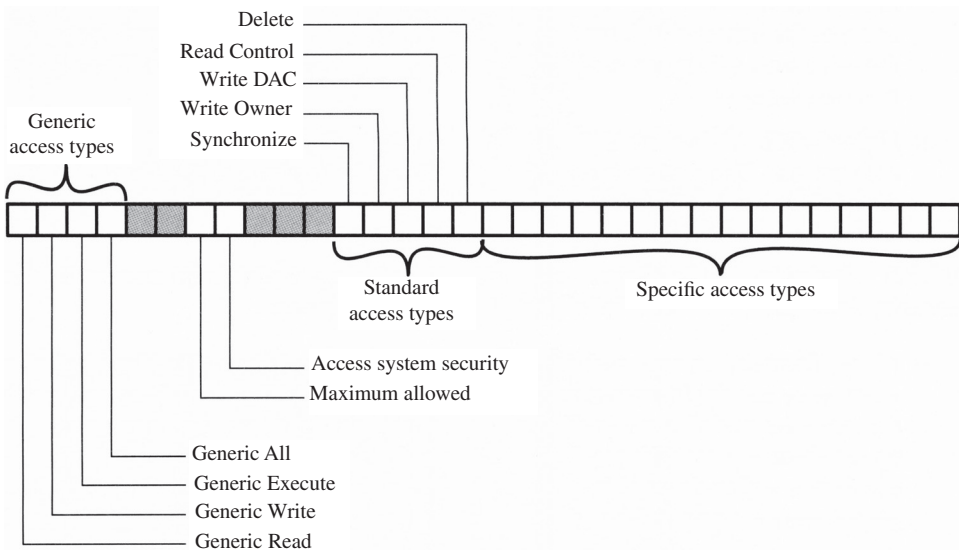 Delete
Read Control
Write DAC
Write Owner
Synchronize
Generic
access types
Standard
access types
Specific access types
Access system security
Maximum allowed
Generic All
Generic Execute
Generic Write
Generic Read